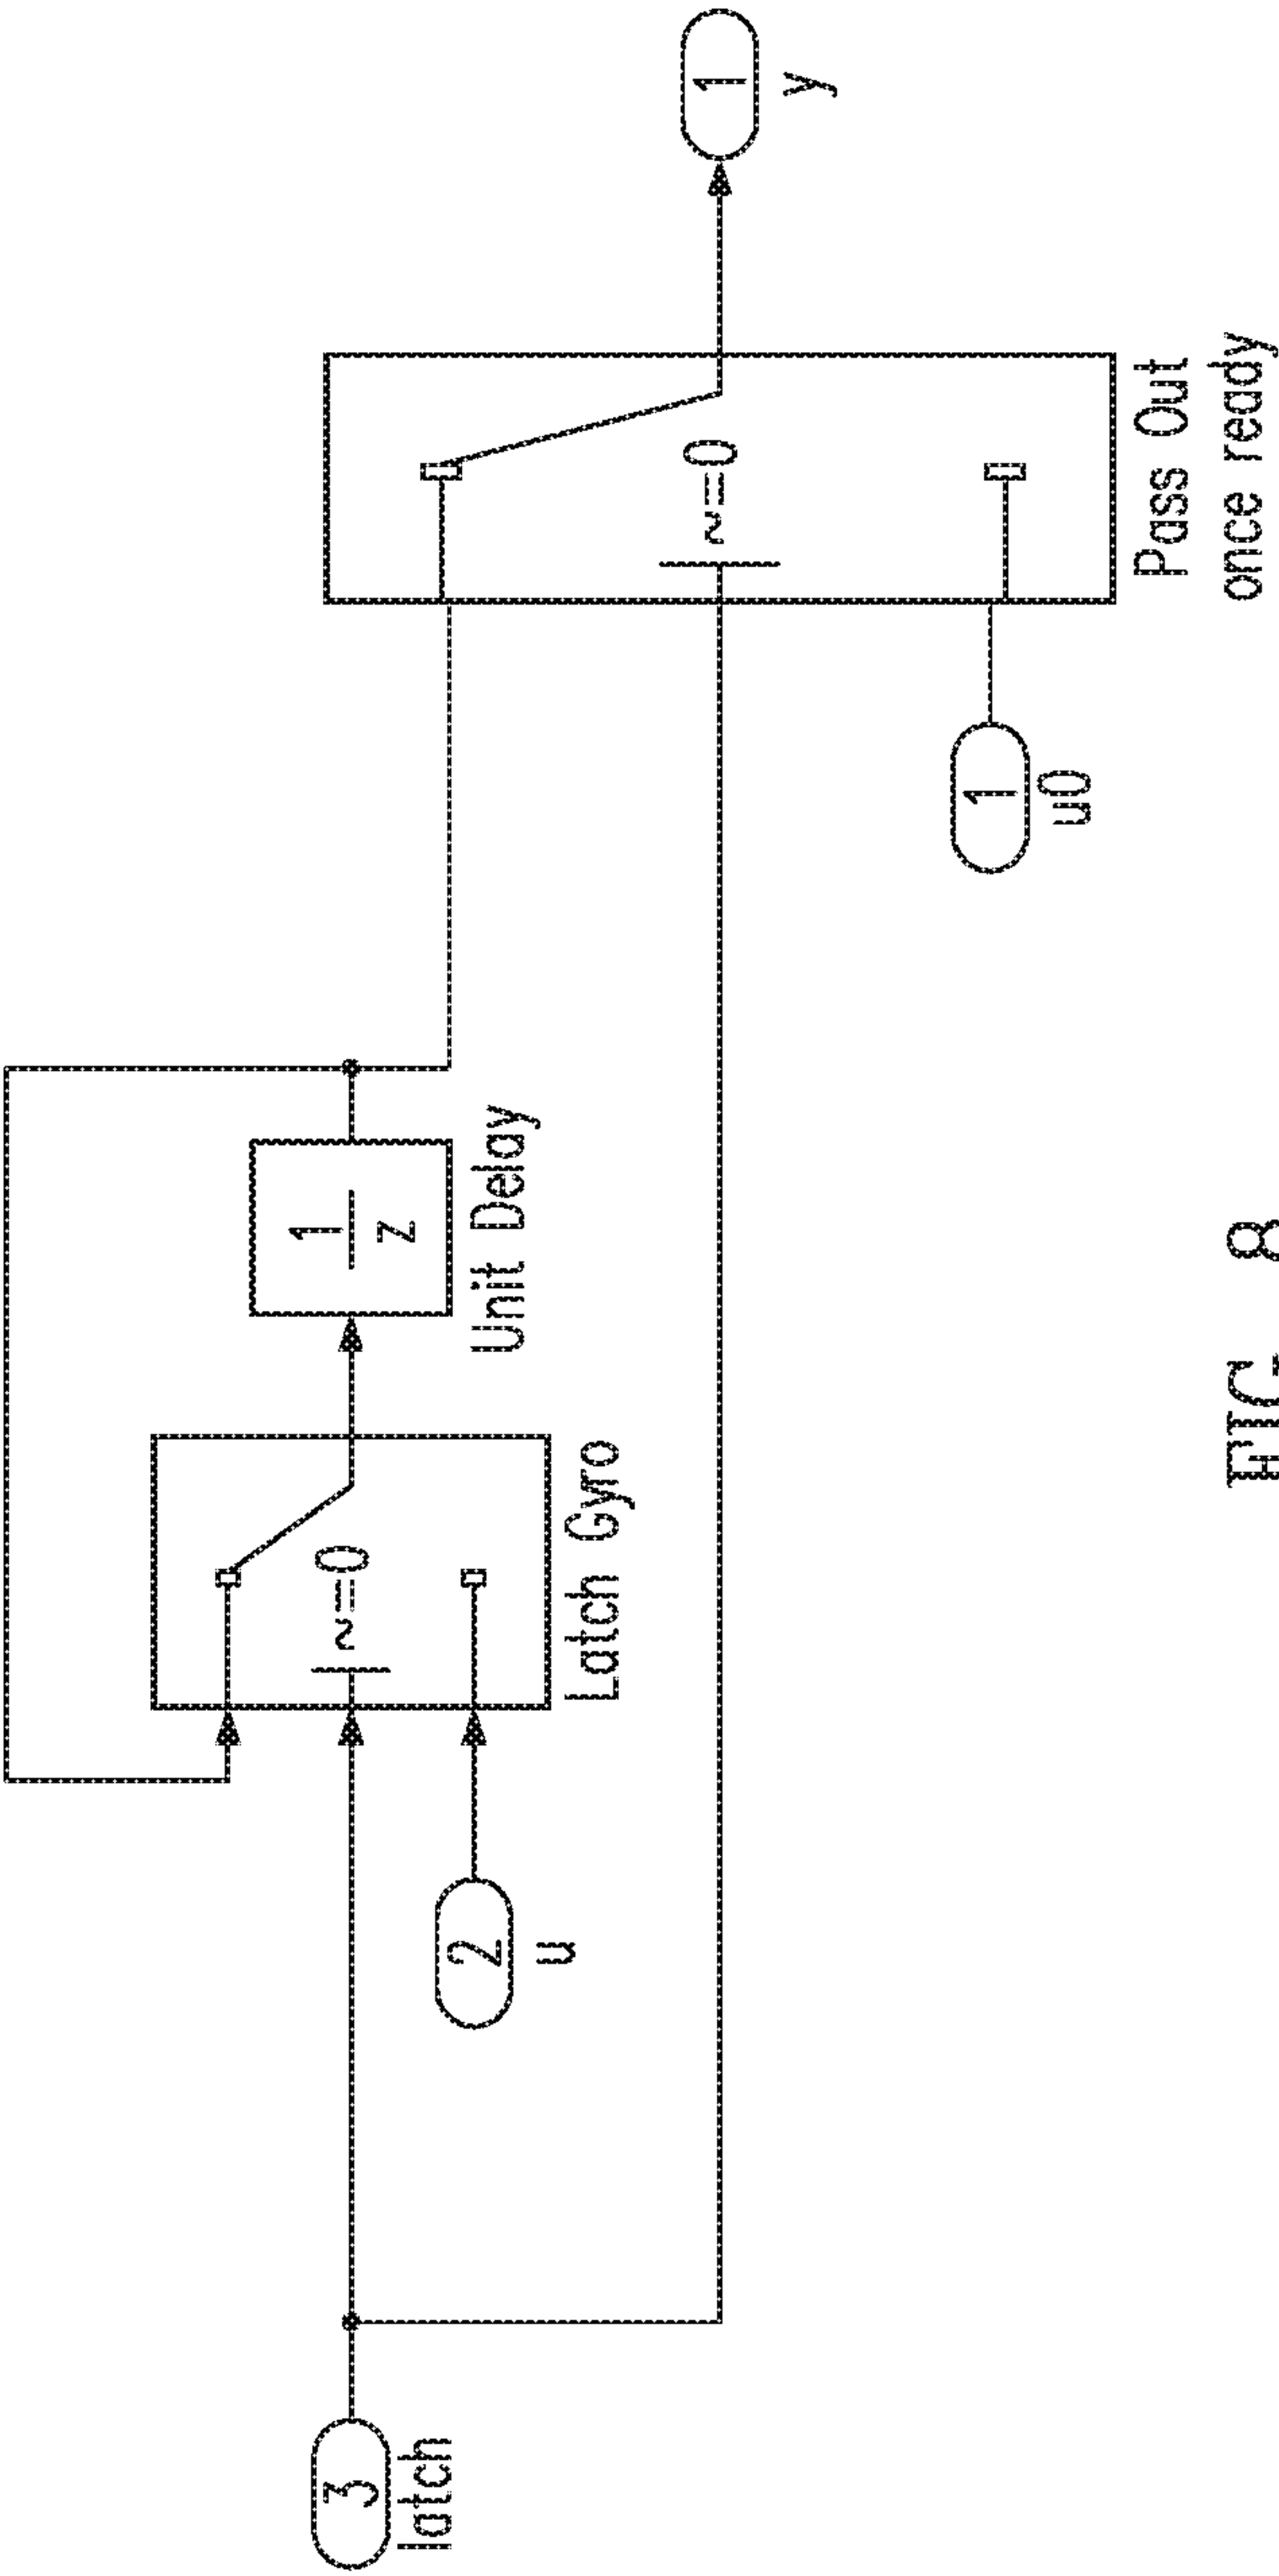 3
latch
2
u
~=0
Latch Gyro
1
z
Unit Delay
1
u0
~=0
Pass Out
once ready
1
y
FIG. 8